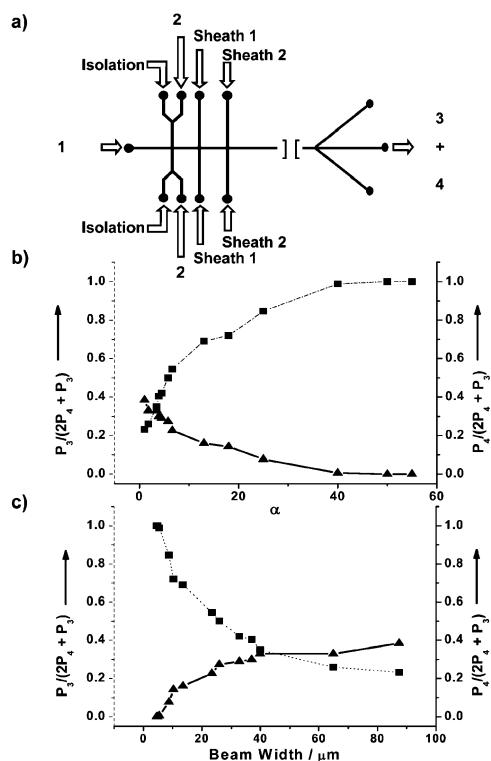 a)
2
Sheath 1
Sheath 2
Isolation
1
3
+
4
] [
Isolation
Sheath 2
Sheath 1
2
b)
P3/(2P4 + P3)
1.0
0.8
0.6
0.4
0.2
0.0
1.0
0.8
0.6
0.4
0.2
0.0
P4/(2P4 + P3)
0 20 40 60
α
c)
P3/(2P4 + P3)
1.0
0.8
0.6
0.4
0.2
0.0
1.0
0.8
0.6
0.4
0.2
0.0
P4/(2P4 + P3)
0 20 40 60 80 100
Beam Width / μm